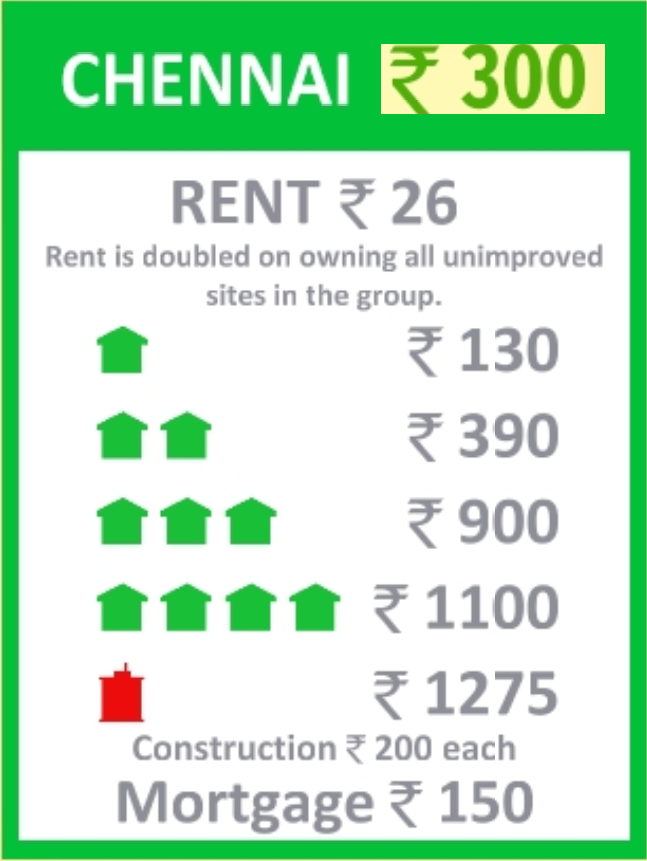 CHENNAI ₹ 300
RENT ₹ 26
Rent is doubled on owning all unimproved
sites in the group.
₹ 130
₹ 390
₹ 900
₹ 1100
₹ 1275
Construction ₹ 200 each
Mortgage ₹ 150